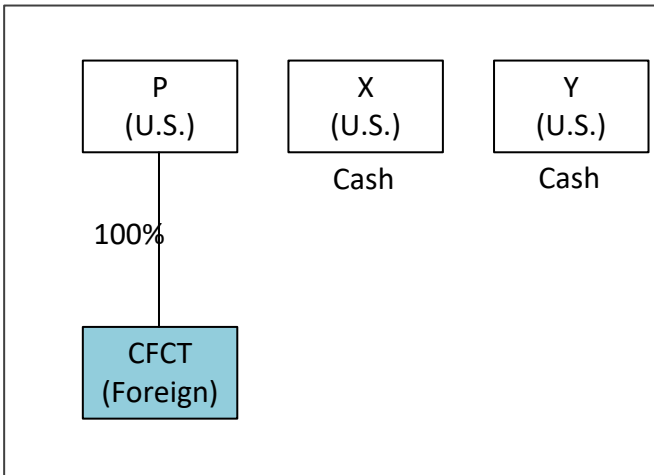 P
(U.S.)
X
(U.S.)
Y
(U.S.)
Cash
Cash
100%
CFCT
(Foreign)